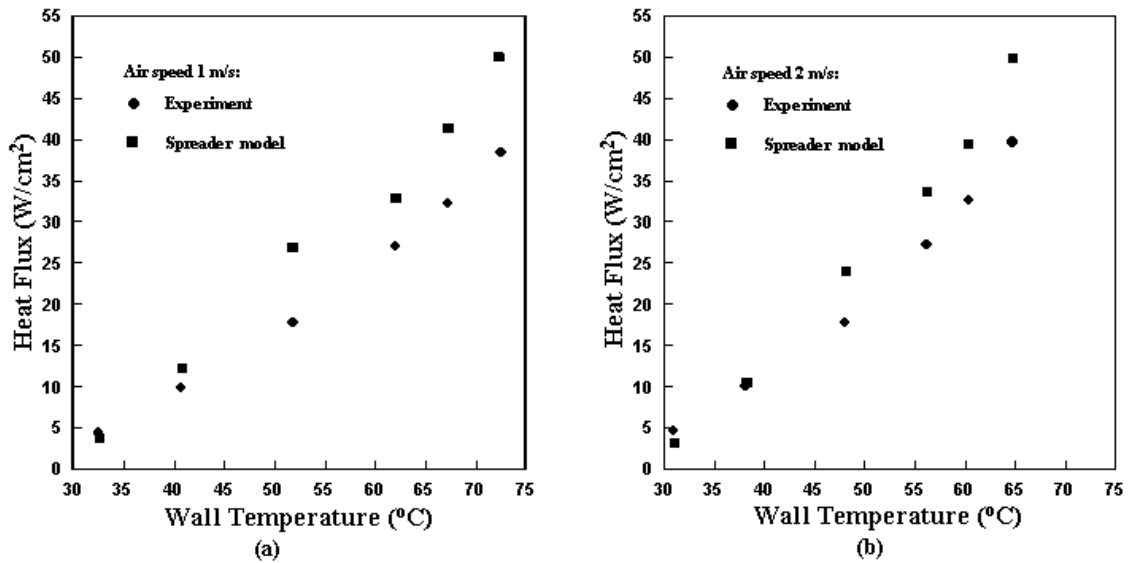 55
50
45
40
35
30
25
20
15
10
5
0
Heat Flux (W/cm²)
Air speed 1 m/s:
Experiment
Spreader model
30 35 40 45 50 55 60 65 70 75
Wall Temperature (ºC)
(a)
55
50
45
40
35
30
25
20
15
10
5
0
Heat Flux (W/cm²)
Air speed 2 m/s:
Experiment
Spreader model
30 35 40 45 50 55 60 65 70 75
Wall Temperature (ºC)
(b)